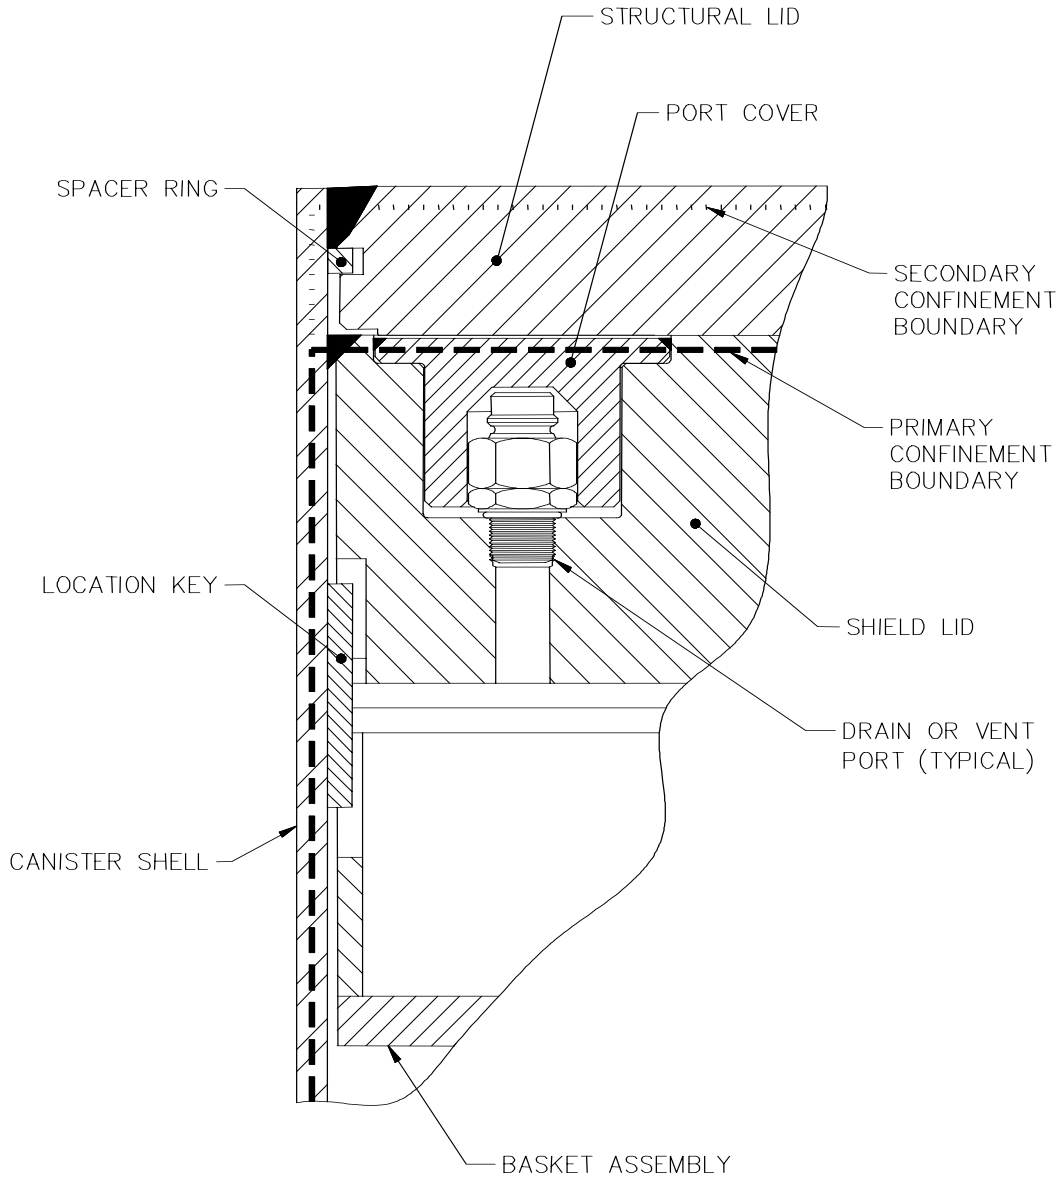 STRUCTURAL LID
PORT COVER
SPACER RING
SECONDARY
CONFINEMENT
BOUNDARY
PRIMARY
CONFINEMENT
BOUNDARY
LOCATION KEY
SHIELD LID
DRAIN OR VENT
PORT (TYPICAL)
CANISTER SHELL
BASKET ASSEMBLY